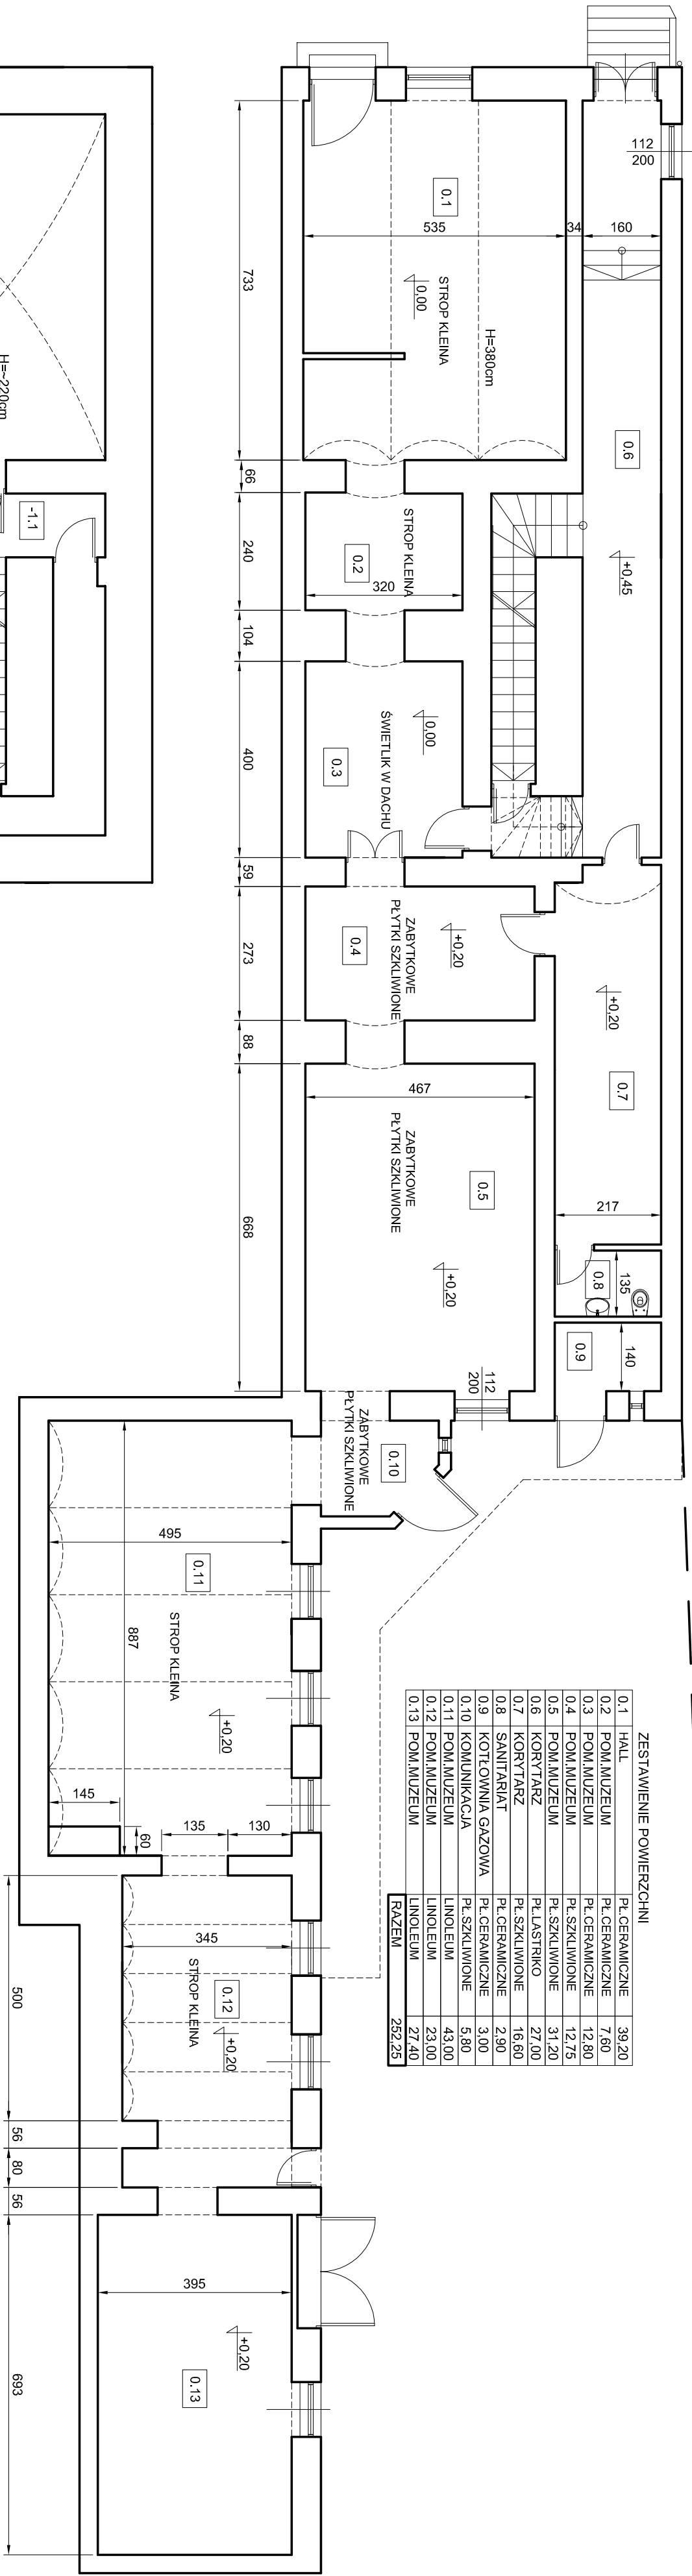 ZESTAWIENIE POWIERZCHNI
0.1 HALL PŁ.CERAMICZNE 39,20
0.2 POM.MUZEUM PŁ.CERAMICZNE 7,60
0.3 POM.MUZEUM PŁ.CERAMICZNE 12,80
0.4 POM.MUZEUM PŁ.SZKLIWIONE 12,75
0.5 POM.MUZEUM PŁ.SZKLIWIONE 31,20
0.6 KORYTARZ PŁ.LASTRIKO 27,00
0.7 KORYTARZ PŁ.SZKLIWIONE 16,60
0.8 SANITARIAT PŁ.CERAMICZNE 2,90
0.9 KOTŁOWNIA GAZOWA PŁ.CERAMICZNE 3,00
0.10 KOMUNIKACJA PŁ.SZKLIWIONE 5,80
0.11 POM.MUZEUM LINOLEUM 43,00
0.12 POM.MUZEUM LINOLEUM 23,00
0.13 POM.MUZEUM LINOLEUM 27,40
RAZEM 252,25
112
200
160
34
535
0.1
0,00
STROP KLEINA
H=380cm
733
0.6
+0,45
66
STROP KLEINA
0.2
320
240
104
0,00
ŚWIETLIK W DACHU
0.3
400
59
+0,20
ZABYTKOWE
PŁYTKI SZKLIWIONE
0.4
273
88
+0,20
0.7
217
467
ZABYTKOWE
PŁYTKI SZKLIWIONE
0.5
+0,20
668
135
0.8
140
0.9
112
200
ZABYTKOWE
PŁYTKI SZKLIWIONE
0.10
495
0.11
STROP KLEINA
887
+0,20
145
60
135
130
345
0.12
STROP KLEINA
+0,20
500
56
80
56
395
+0,20
0.13
693
H=~220cm
-1.1